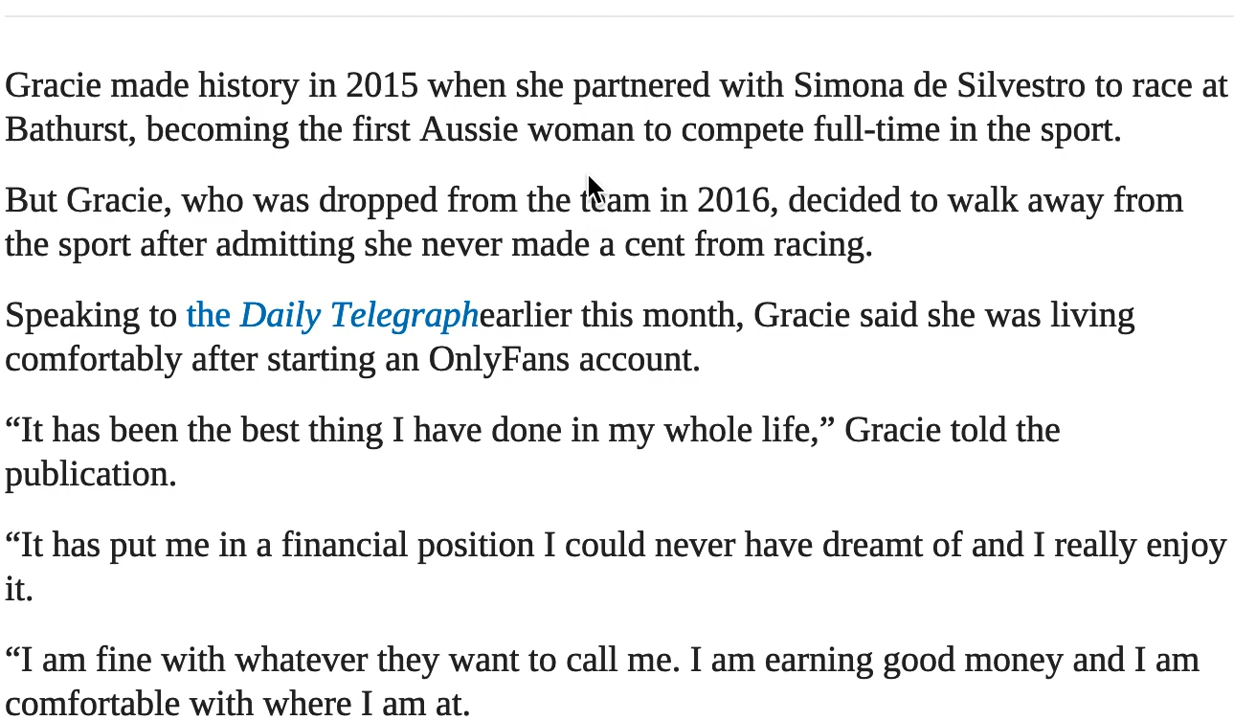 Gracie made history in 2015 when she partnered with Simona de Silvestro to race at
Bathurst, becoming the first Aussie woman to compete full-time in the sport.
But Gracie, who was dropped from the team in 2016, decided to walk away from
the sport after admitting she never made a cent from racing.
Speaking to the Daily Telegraphearlier this month, Gracie said she was living
comfortably after starting an OnlyFans account.
“It has been the best thing I have done in my whole life,” Gracie told the
publication.
“It has put me in a financial position I could never have dreamt of and I really enjoy
it.
“I am fine with whatever they want to call me. I am earning good money and I am
comfortable with where I am at.